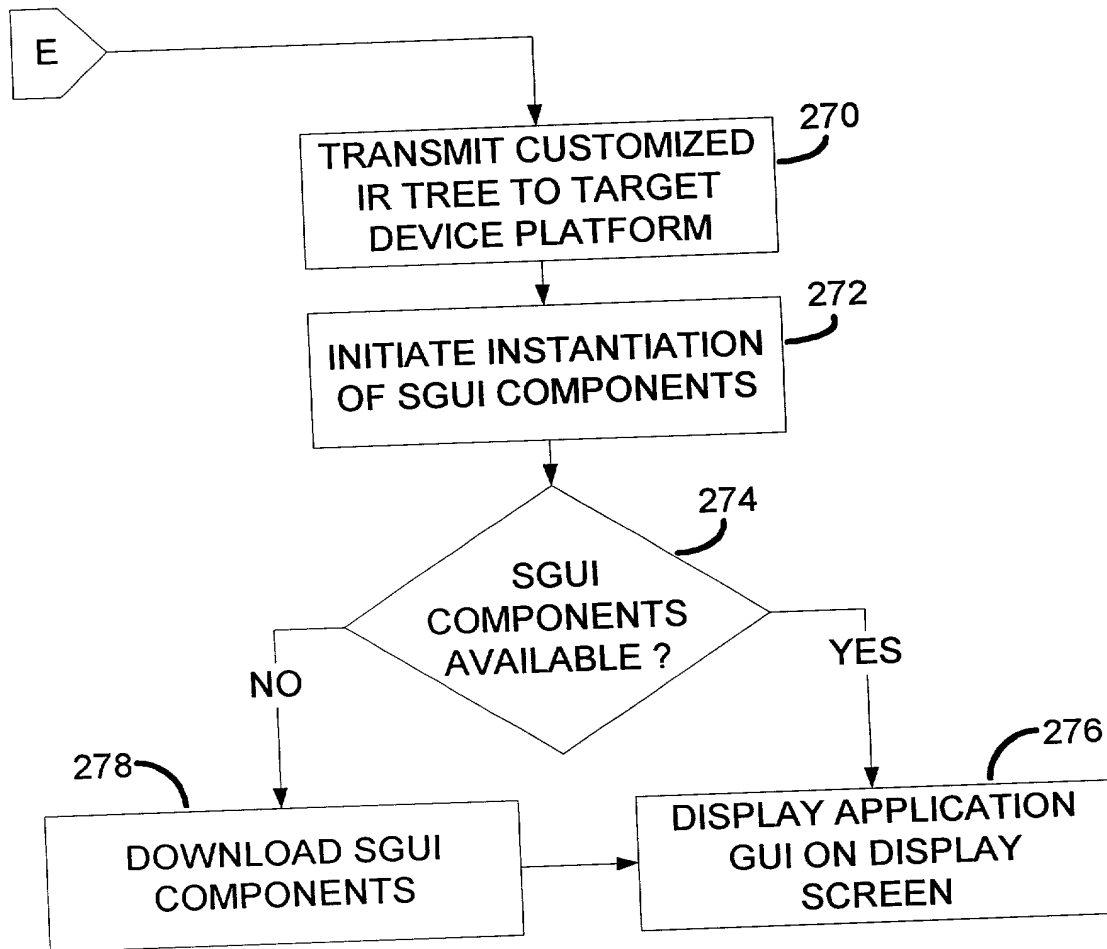 E
270
TRANSMIT CUSTOMIZED
IR TREE TO TARGET
DEVICE PLATFORM
272
INITIATE INSTANTIATION
OF SGUI COMPONENTS
274
SGUI
COMPONENTS
AVAILABLE ?
NO
YES
278
DOWNLOAD SGUI
COMPONENTS
276
DISPLAY APPLICATION
GUI ON DISPLAY
SCREEN